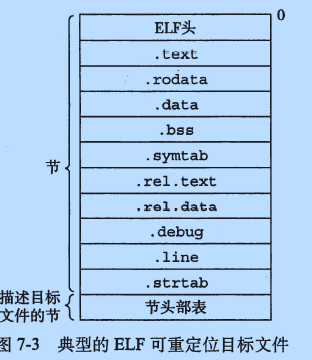 0
ELF头
.text
.rodata
.data
.bss
.symtab
.rel.text
.rel.data
.debug
.line
.strtab
节
节头部表
描述目标
文件的节
图 7-3 典型的 ELF 可重定位目标文件